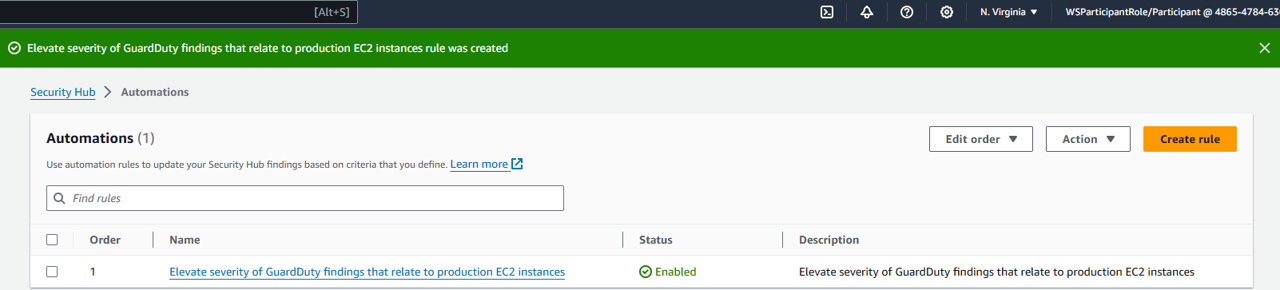 [Alt+S] N. Virginia WSParticipantRole/Participant @ 4865-4784-63
Elevate severity of GuardDuty findings that relate to production EC2 instances rule was created
Security Hub Automations
Automations (1) Edit order Action Create rule
Use automation rules to update your Security Hub findings based on criteria that you define. Learn more
Find rules
Order Name Status Description
1 Elevate severity of GuardDuty findings that relate to production EC2 instances Enabled Elevate severity of GuardDuty findings that relate to production EC2 instances